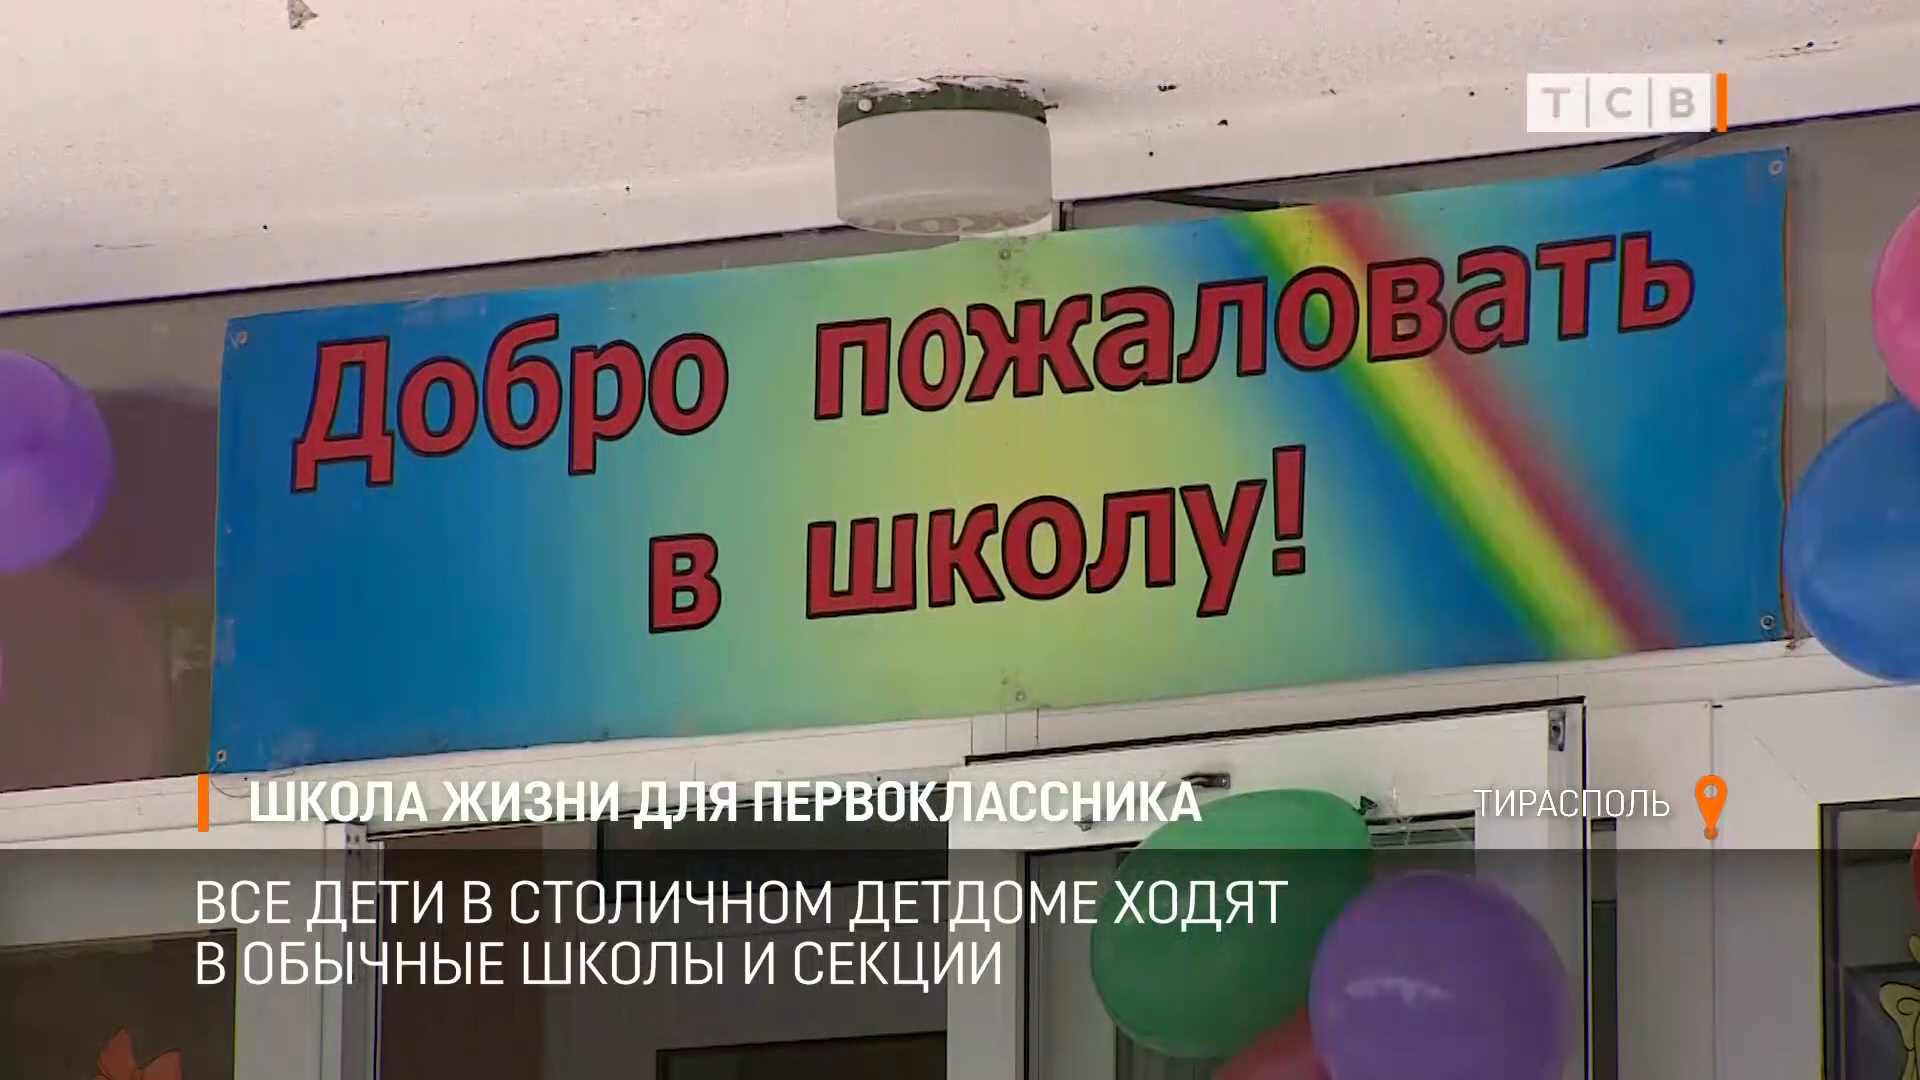 ТСВ
Добро пожаловать
в школу!
ШКОЛА ЖИЗНИ ДЛЯ ПЕРВОКЛАССНИКА
ТИРАСПОЛЬ
ВСЕ ДЕТИ В СТОЛИЧНОМ ДЕТДОМЕ ХОДЯТ
В ОБЫЧНЫЕ ШКОЛЫ И СЕКЦИИ